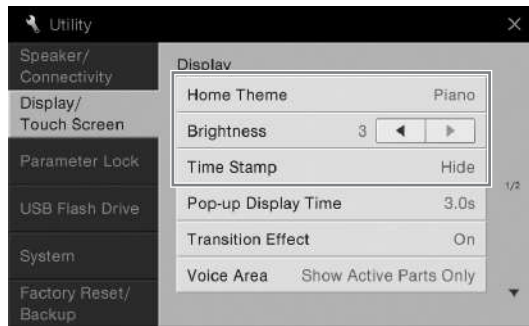 Utility
Speaker/
Connectivity
Display/
Touch Screen
Parameter Lock
USB Flash Drive
System
Factory Reset/
Backup
Display
Home Theme Piano
Brightness 3
Time Stamp Hide
Pop-up Display Time 3.0s
Transition Effect On
Voice Area Show Active Parts Only
1/2